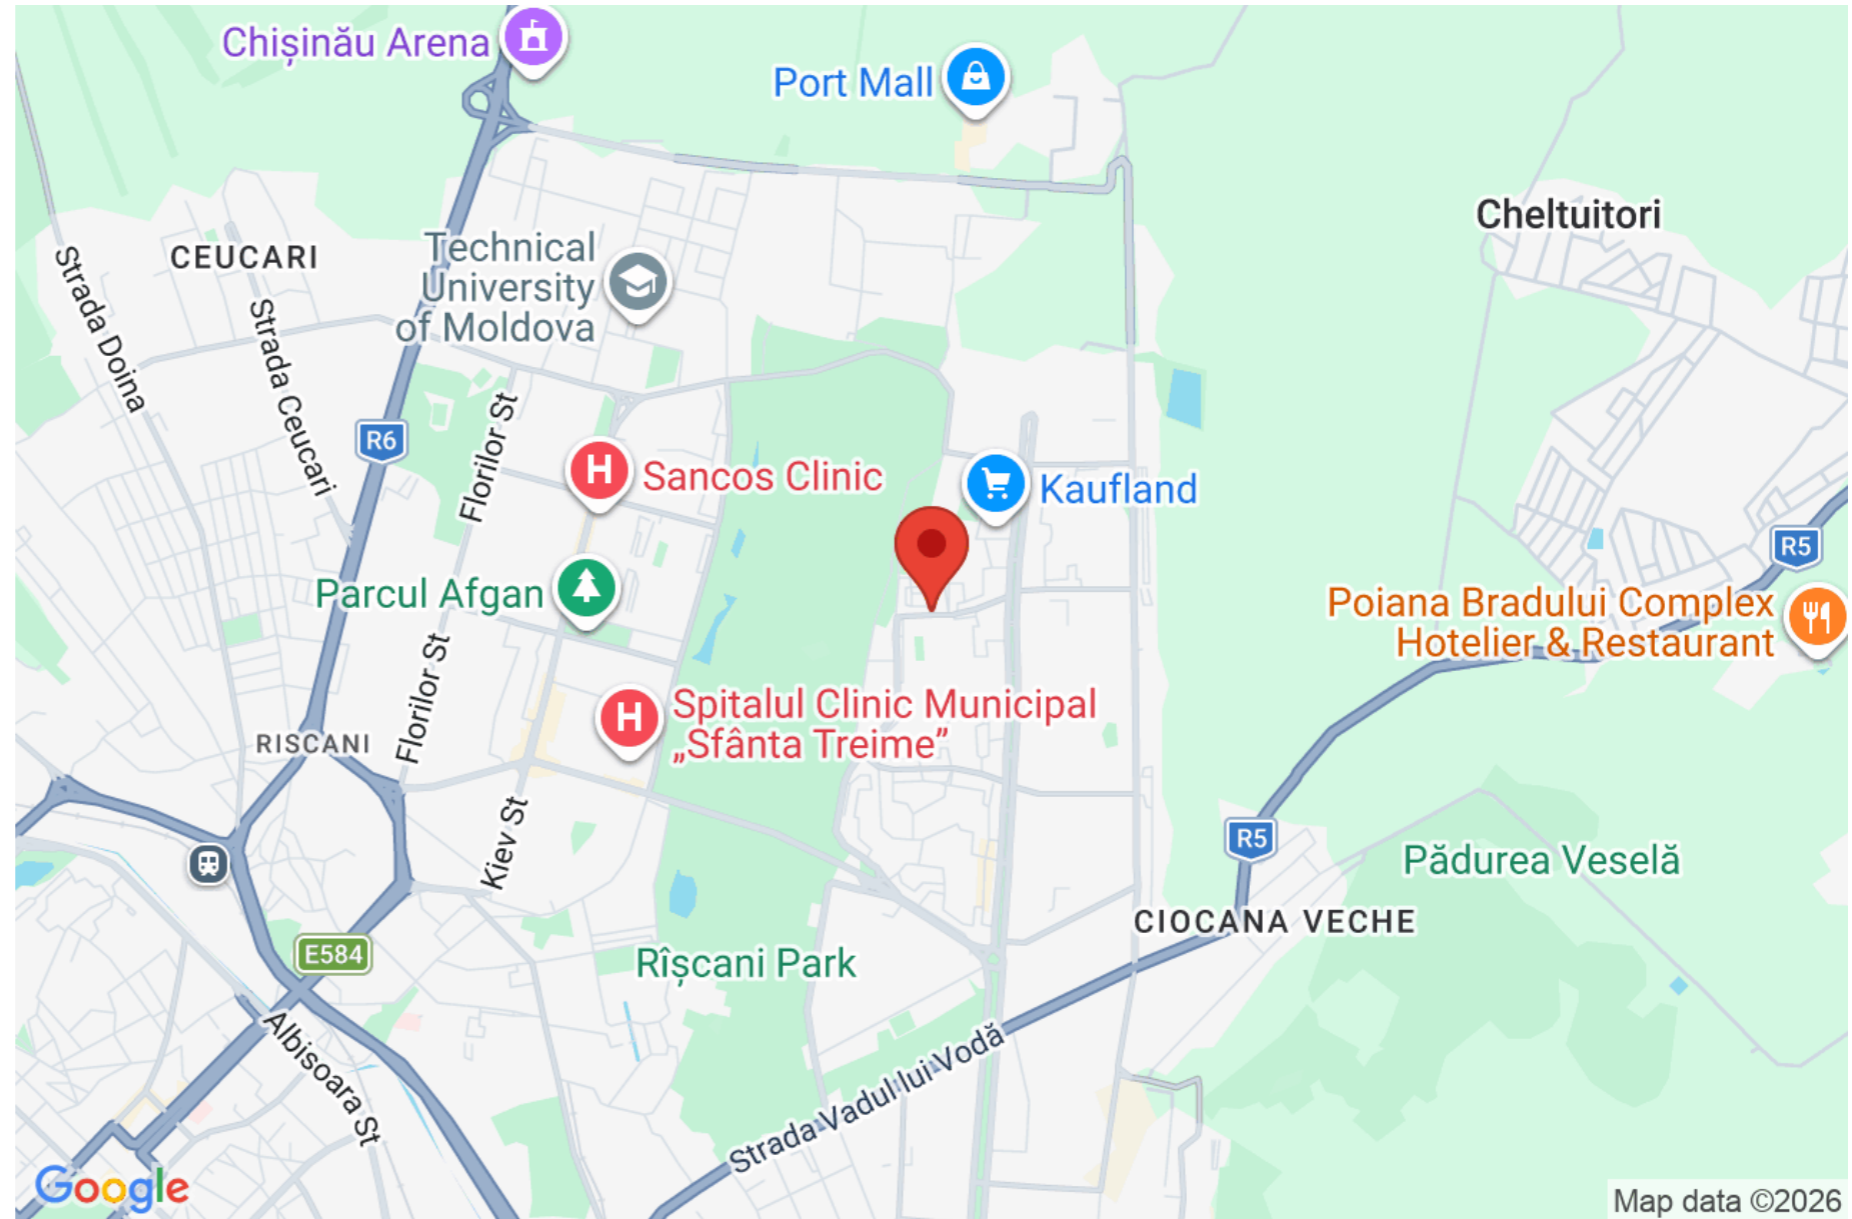 Chișinău Arena
Port Mall
Cheltuitori
CEUCARI
Technical
University
of Moldova
Strada Doina
Strada Ceucari
Florilor St
R6
Sancos Clinic
Kaufland
R5
Parcul Afgan
Poiana Bradului Complex
Hotelier & Restaurant
Florilor St
Spitalul Clinic Municipal
„Sfânta Treime”
RISCANI
Kiev St
R5
Pădurea Veselă
CIOCANA VECHE
E584
Rîșcani Park
Albisoara St
Strada Vadul lui Vodă
Google
Map data ©2026